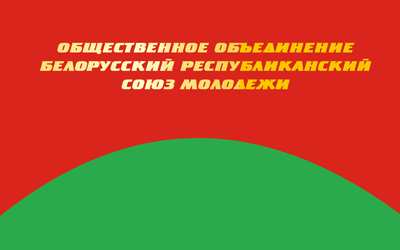 ОБЩЕСТВЕННОЕ ОБЪЕДИНЕНИЕ
БЕЛОРУССКИЙ РЕСПУБЛИКАНСКИЙ
СОЮЗ МОЛОДЕЖИ